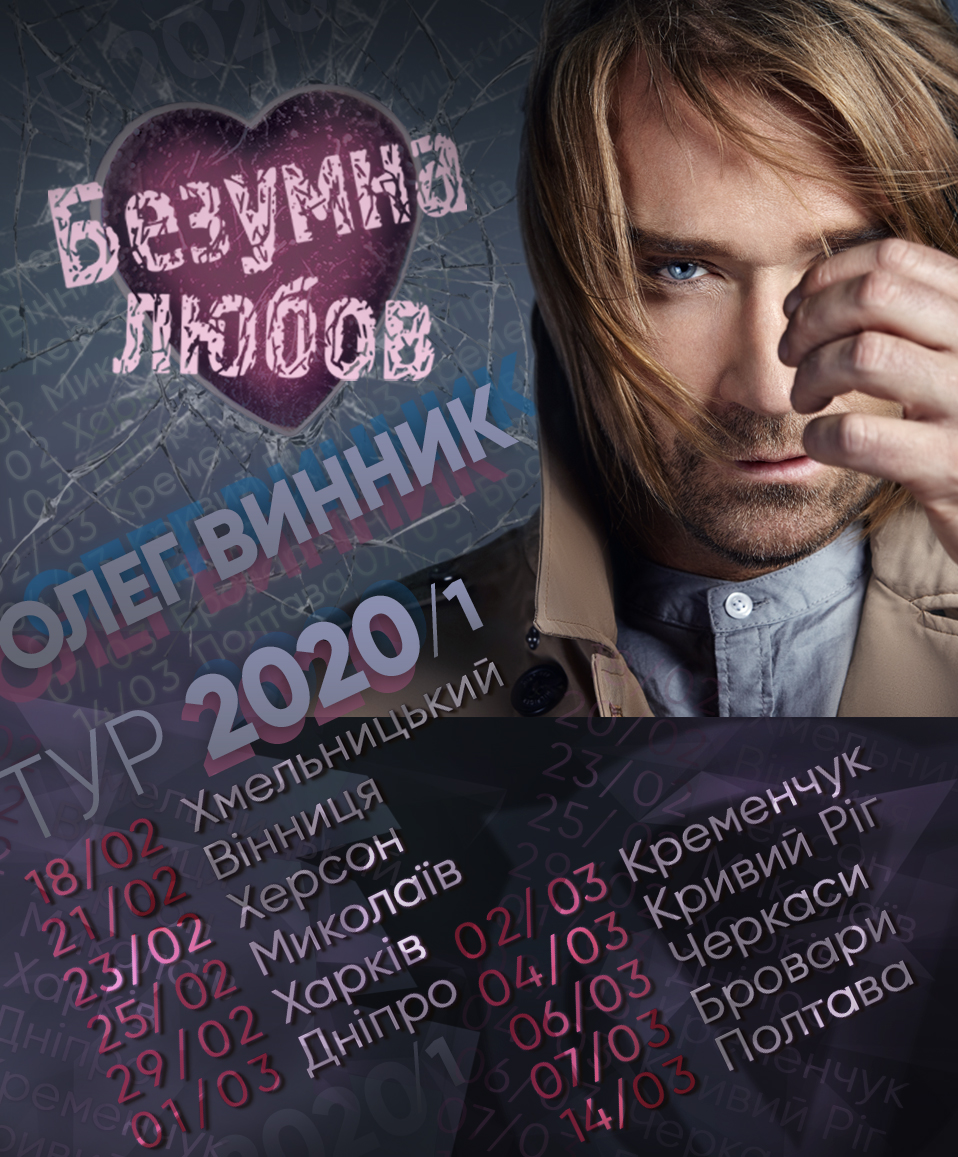 Безумна
любов
ОЛЕГ ВИННИК
ТУР 2020/1
18/02 Хмельницький
21/02 Вінниця
23/02 Херсон
25/02 Миколаїв
29/02 Харків
01/03 Дніпро
02/03 Кременчук
04/03 Кривий Ріг
06/03 Черкаси
07/03 Бровари
14/03 Полтава